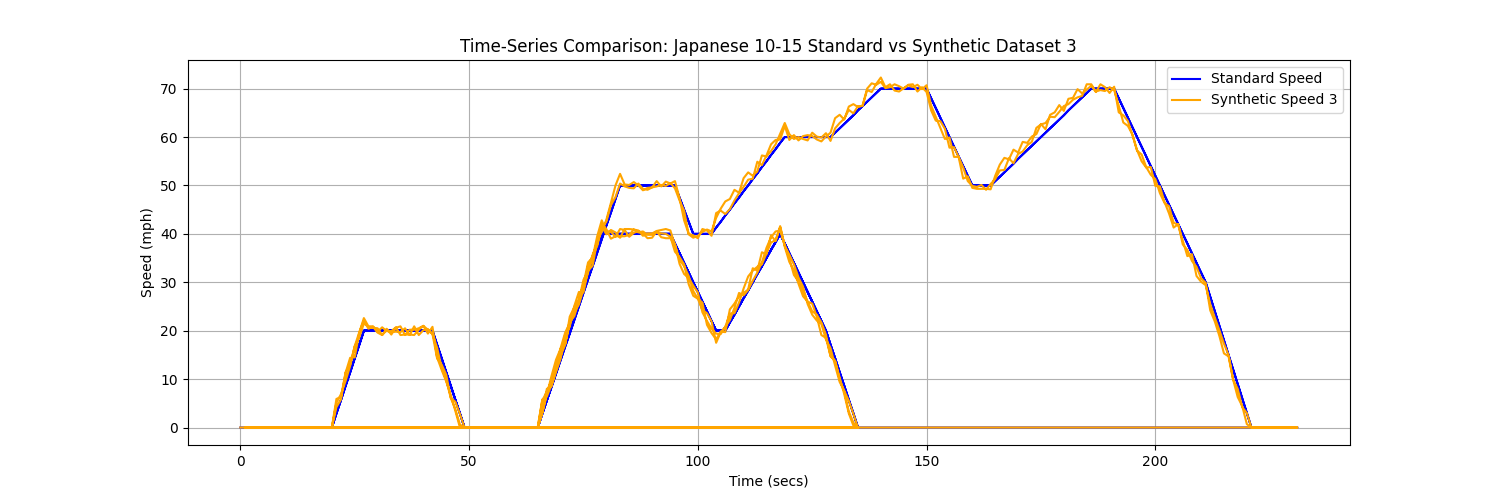 Time-Series Comparison: Japanese 10-15 Standard vs Synthetic Dataset 3
Standard Speed
Synthetic Speed 3
Speed (mph)
70
60
50
40
30
20
10
0
0 50 100 150 200
Time (secs)